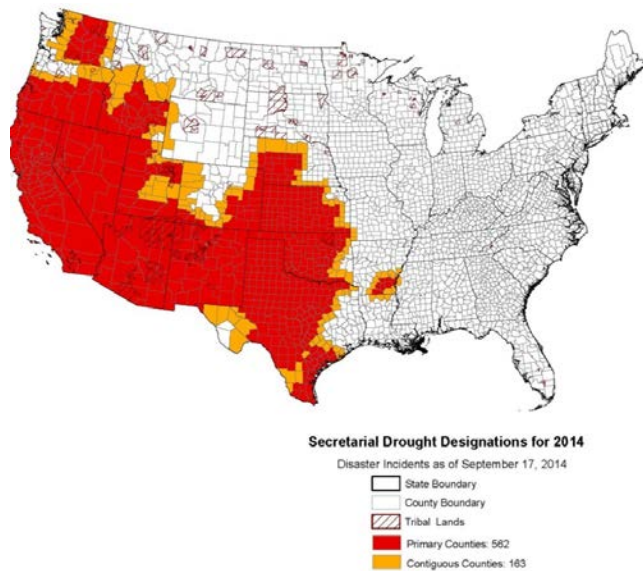 Secretarial Drought Designations for 2014
Disaster Incidents as of September 17, 2014
State Boundary
County Boundary
Tribal Lands
Primary Counties: 562
Contiguous Counties: 163